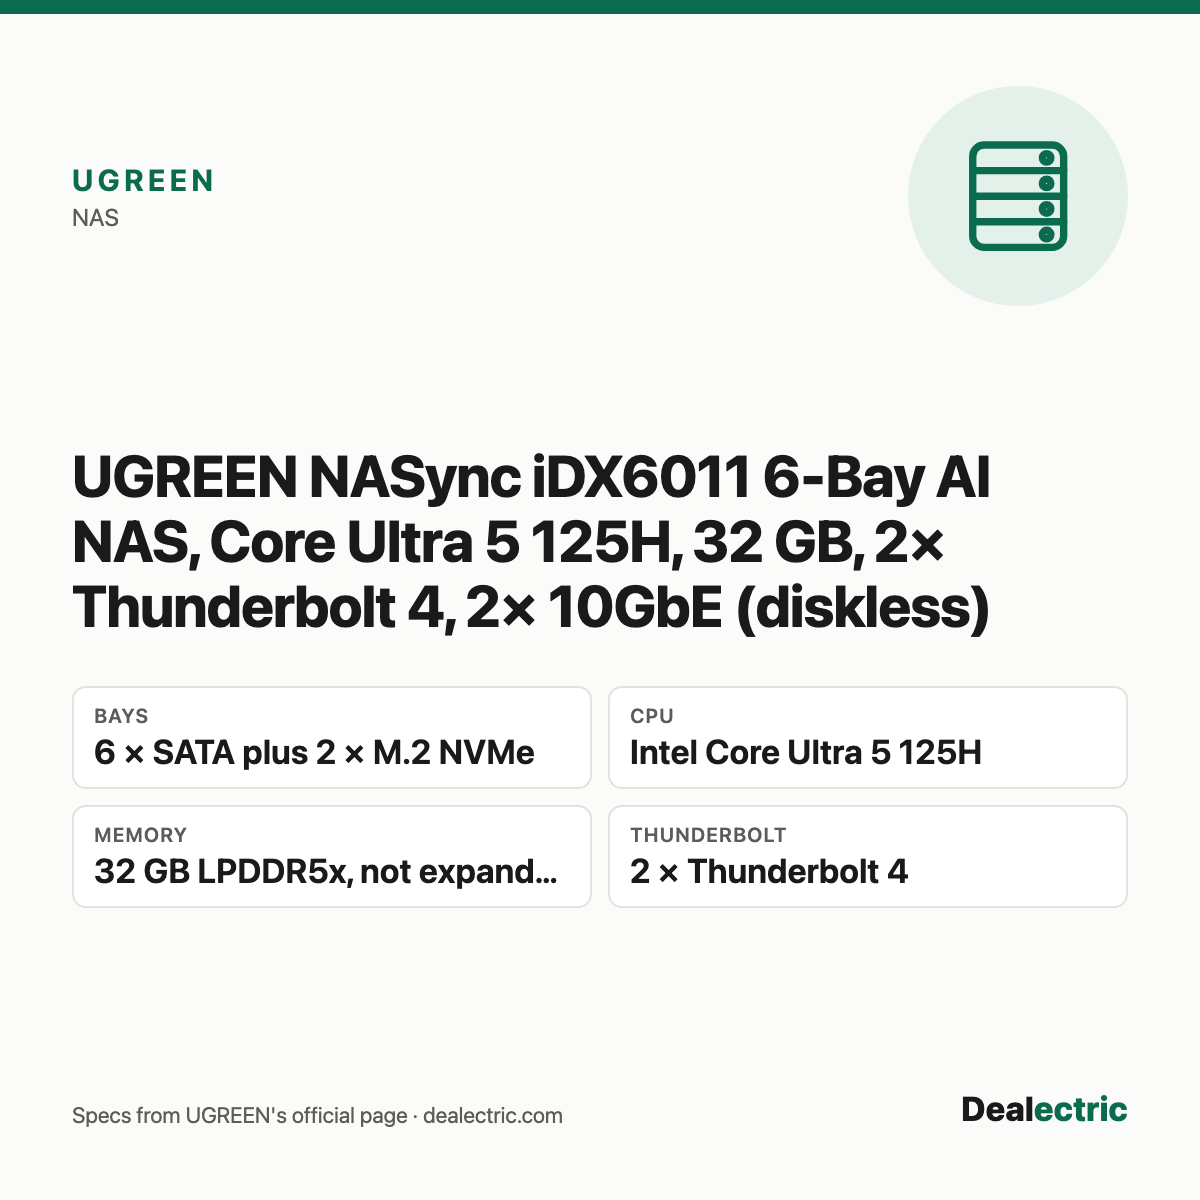 UGREEN
NAS
UGREEN NASync iDX6011 6-Bay AI
NAS, Core Ultra 5 125H, 32 GB, 2×
Thunderbolt 4, 2× 10GbE (diskless)
BAYS
6 × SATA plus 2 × M.2 NVMe
CPU
Intel Core Ultra 5 125H
MEMORY
32 GB LPDDR5x, not expand...
THUNDERBOLT
2 × Thunderbolt 4
Specs from UGREEN's official page · dealectric.com
Dealectric